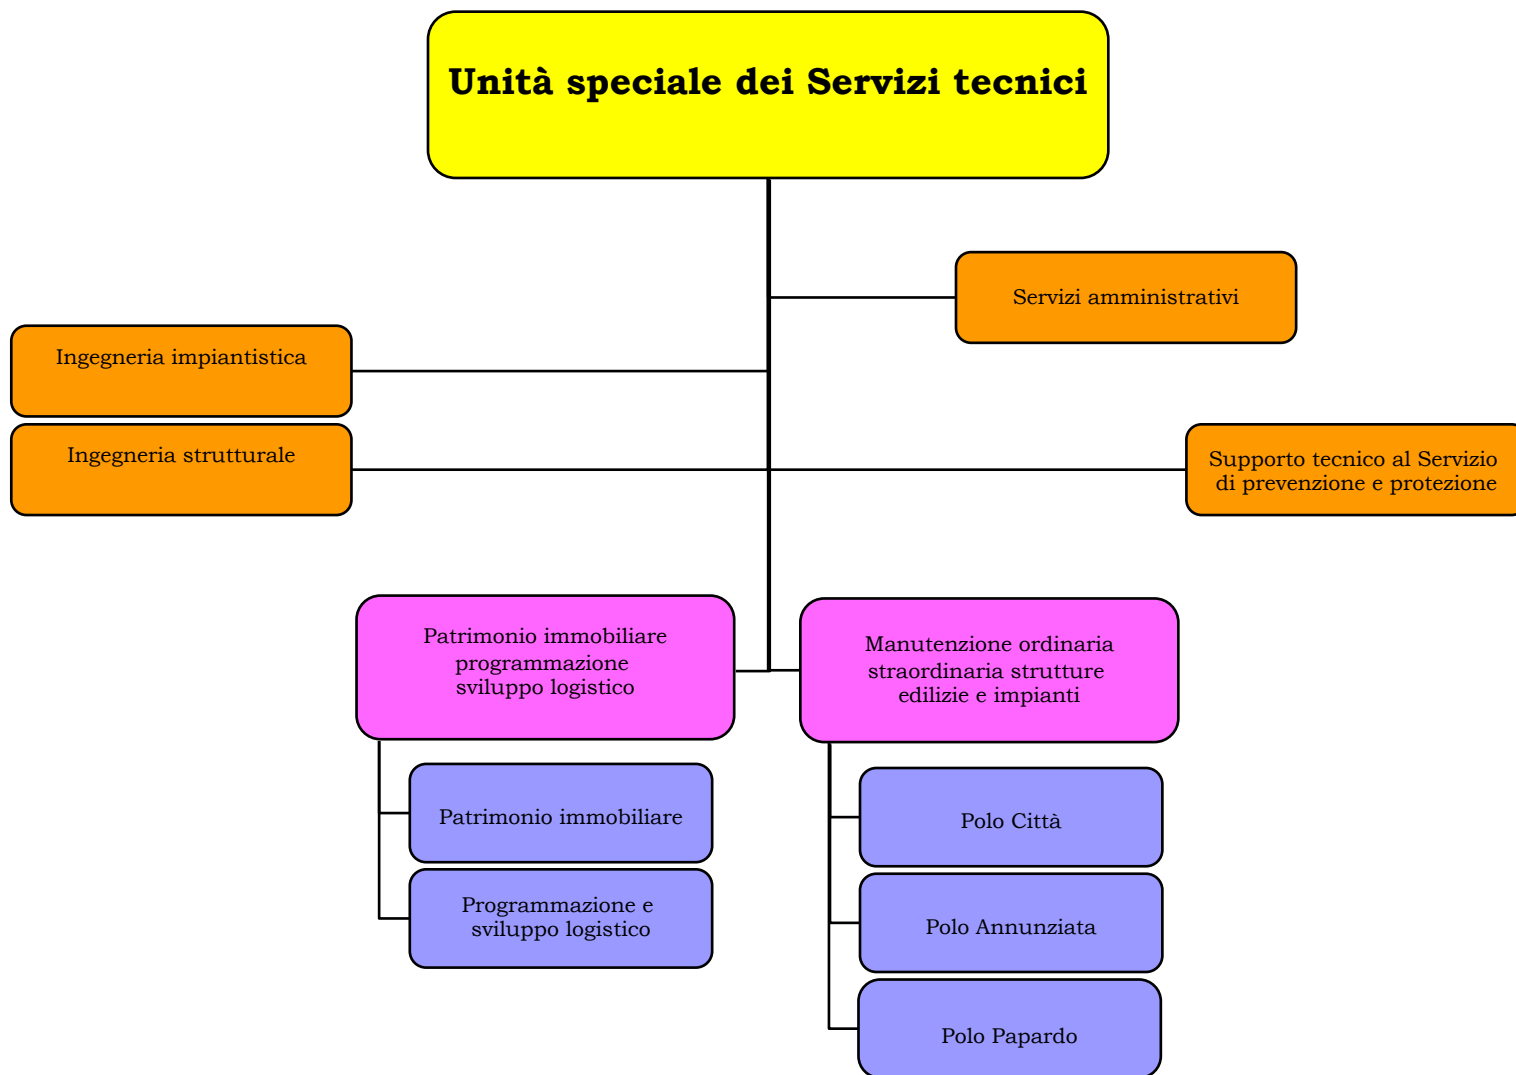 Unità speciale dei Servizi tecnici
Servizi amministrativi
Ingegneria impiantistica
Ingegneria strutturale
Supporto tecnico al Servizio
di prevenzione e protezione
Patrimonio immobiliare
programmazione
sviluppo logistico
Manutenzione ordinaria
straordinaria strutture
edilizie e impianti
Patrimonio immobiliare
Programmazione e
sviluppo logistico
Polo Città
Polo Annunziata
Polo Papardo